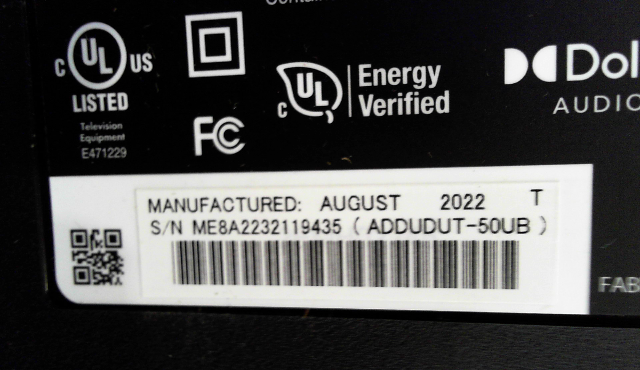 Contain
C UL US
LISTED
Television
Equipment
E471229
FC
C UL Energy
Verified
Dol
AUDIO
MANUFACTURED: AUGUST 2022 T
S/N ME8A2232119435 ( ADDUDUT-50UB )
FAB